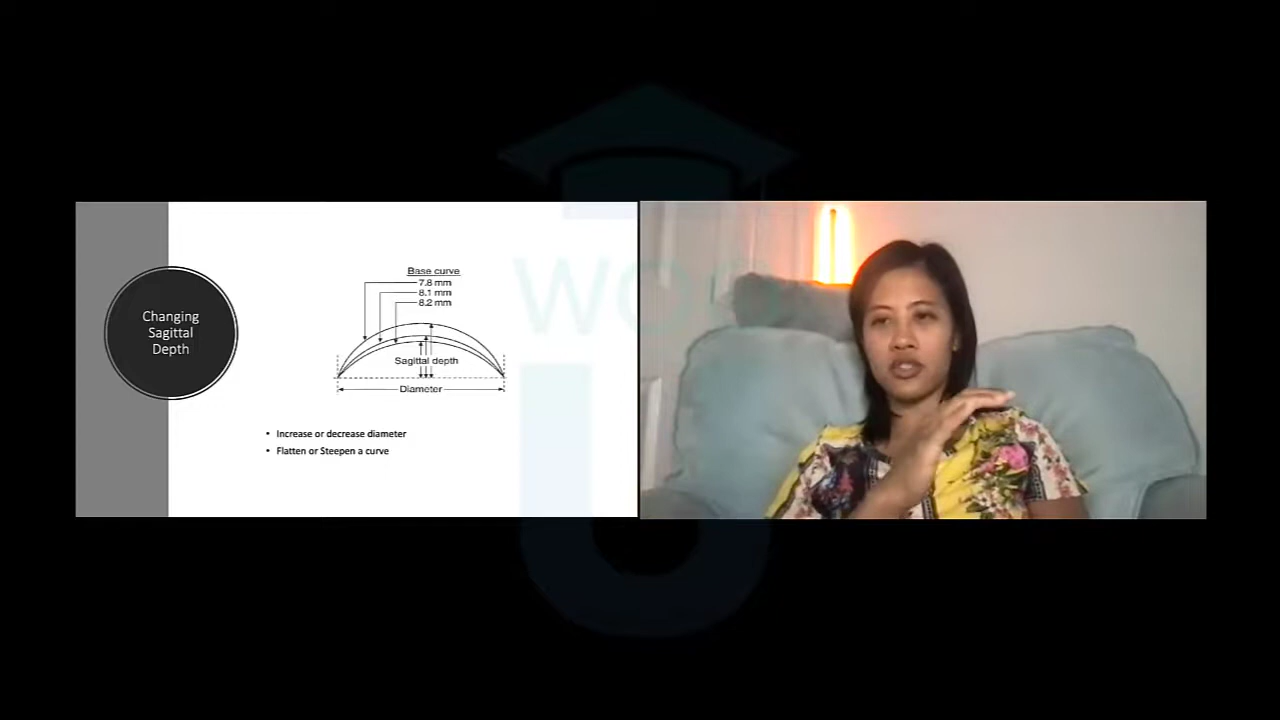 Changing
Sagittal
Depth
Base curve
7.8 mm
8.1 mm
8.2 mm
Sagittal depth
Diameter
• Increase or decrease diameter
• Flatten or Steepen a curve
WOO
U